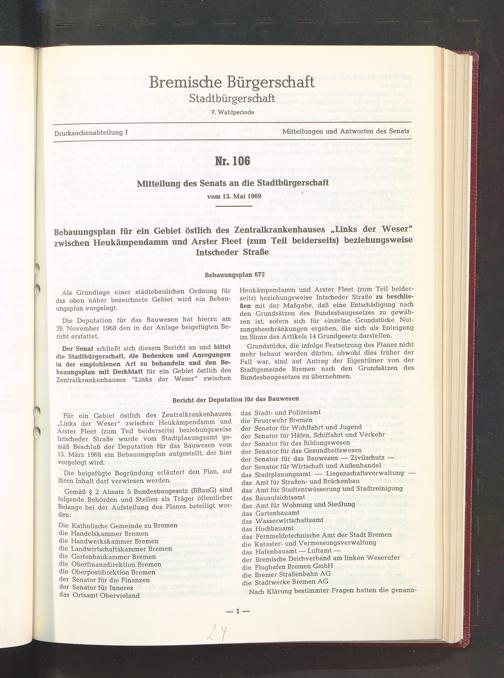 Bremische Bürgerschaft
Stadtbürgerschaft
7. Wahlperiode
Drucksachenabteilung I
Mitteilungen und Antworten des Senats
Nr. 106
Mitteilung des Senats an die Stadtbürgerschaft
vom 13. Mai 1969
Bebauungsplan für ein Gebiet östlich des Zentralkrankenhauses „Links der Weser"
zwischen Heukämpendamm und Arster Fleet (zum Teil beiderseits) beziehungsweise
Intscheder Straße
Bebauungsplan 672
Als Grundlage einer städtebaulichen Ordnung für
das oben näher bezeichnete Gebiet wird ein Bebau-
ungsplan vorgelegt.
Die Deputation für das Bauwesen hat hierzu am
29. November 1968 den in der Anlage beigefügten Be-
richt erstattet.
Der Senat schließt sich diesem Bericht an und bittet
die Stadtbürgerschaft, die Bedenken und Anregungen
in der empfohlenen Art zu behandeln und den Be-
bauungsplan mit Deckblatt für ein Gebiet östlich des
Zentralkrankenhauses "Links der Weser" zwischen
Heukämpendamm und Arster Fleet (zum Teil beider-
seits) beziehungsweise Intscheder Straße zu beschlie-
ßen mit der Maßgabe, daß eine Entschädigung nach
den Grundsätzen des Bundesbaugesetzes zu gewäh-
ren ist, sofern sich für einzelne Grundstücke Nut-
zungsbeschränkungen ergeben, die sich als Enteignung
im Sinne des Artikels 14 Grundgesetz darstellen.
Grundstücke, die infolge Festsetzung des Planes nicht
mehr bebaut werden dürfen, obwohl dies früher der
Fall war, sind auf Antrag der Eigentümer von der
Stadtgemeinde Bremen nach den Grundsätzen des
Bundesbaugesetzes zu übernehmen.
Bericht der Deputation für das Bauwesen
Für ein Gebiet östlich des Zentralkrankenhauses
„Links der Weser" zwischen Heukämpendamm und
Arster Fleet (zum Teil beiderseits) beziehungsweise
Intscheder Straße wurde vom Stadtplanungsamt ge-
mäß Beschluß der Deputation für das Bauwesen vom
15. März 1968 ein Bebauungsplan aufgestellt, der hier
vorgelegt wird.
Die beigefügte Begründung erläutert den Plan, auf
ihren Inhalt darf verwiesen werden.
Gemäß § 2 Absatz 5 Bundesbaugesetz (BBauG) sind
folgende Behörden und Stellen als Träger öffentlicher
Belange bei der Aufstellung des Planes beteiligt wor-
den:
Die Katholische Gemeinde zu Bremen
die Handelskammer Bremen
die Handwerkskammer Bremen
die Landwirtschaftskammer Bremen
die Gartenbaukammer Bremen
die Oberfinanzdirektion Bremen
die Oberpostdirektion Bremen
der Senator für die Finanzen
der Senator für Inneres
das Ortsamt Obervieland
das Stadt- und Polizeiamt
die Feuerwehr Bremen
der Senator für Wohlfahrt und Jugend
der Senator für Häfen, Schiffahrt und Verkehr
der Senator für das Bildungswesen
der Senator für das Gesundheitswesen
der Senator für das Bauwesen — Zivilschutz —
der Senator für Wirtschaft und Außenhandel
das Stadtplanungsamt — Liegenschaftsverwaltung —
das Amt für Straßen- und Brückenbau
das Amt für Stadtentwässerung und Stadtreinigung
das Bauaufsichtsamt
das Amt für Wohnung und Siedlung
das Gartenbauamt
das Wasserwirtschaftsamt
das Hochbauamt
das Fernmeldetechnische Amt der Stadt Bremen
die Kataster- und Vermessungsverwaltung
das Hafenbauamt — Luftamt —
der Bremische Deichverband am linken Weserufer
die Flughafen Bremen GmbH
die Bremer Straßenbahn AG
die Stadtwerke Bremen AG
Nach Klärung bestimmter Fragen hatten die genann-
— 1 —
24